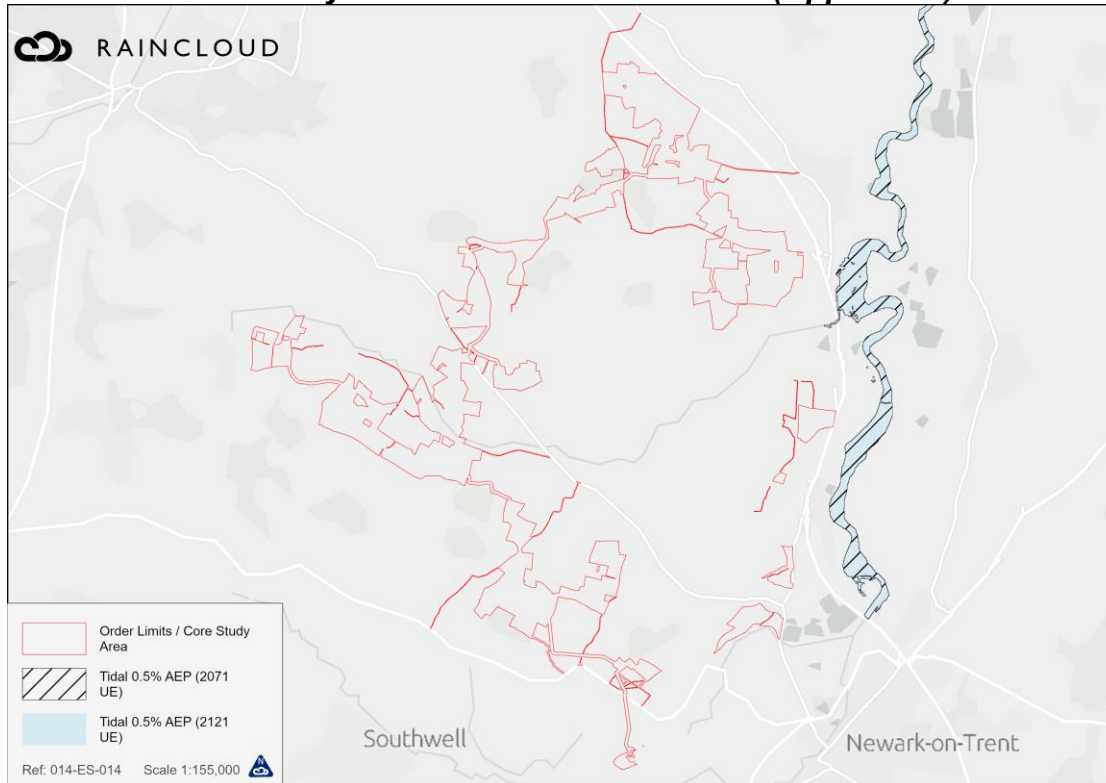 RAINCLOUD
Order Limits / Core Study
Area
Tidal 0.5% AEP (2071
UE)
Tidal 0.5% AEP (2121
UE)
Ref: 014-ES-014 Scale 1:155,000
N
Southwell
Newark-on-Trent